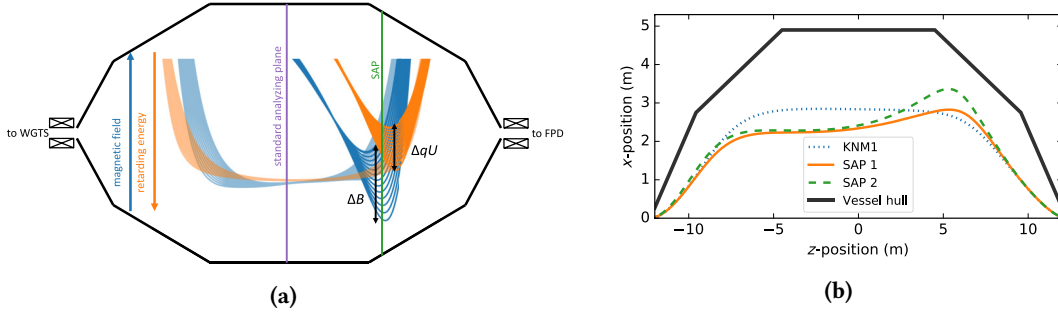 to WGTS
magnetic field
retarding energy
standard analyzing plane
SAP
ΔqU
ΔB
to FPD
(a)
x-position (m)
5
4
3
2
1
0
KNM1
SAP 1
SAP 2
Vessel hull
−10
−5
0
5
10
z-position (m)
(b)